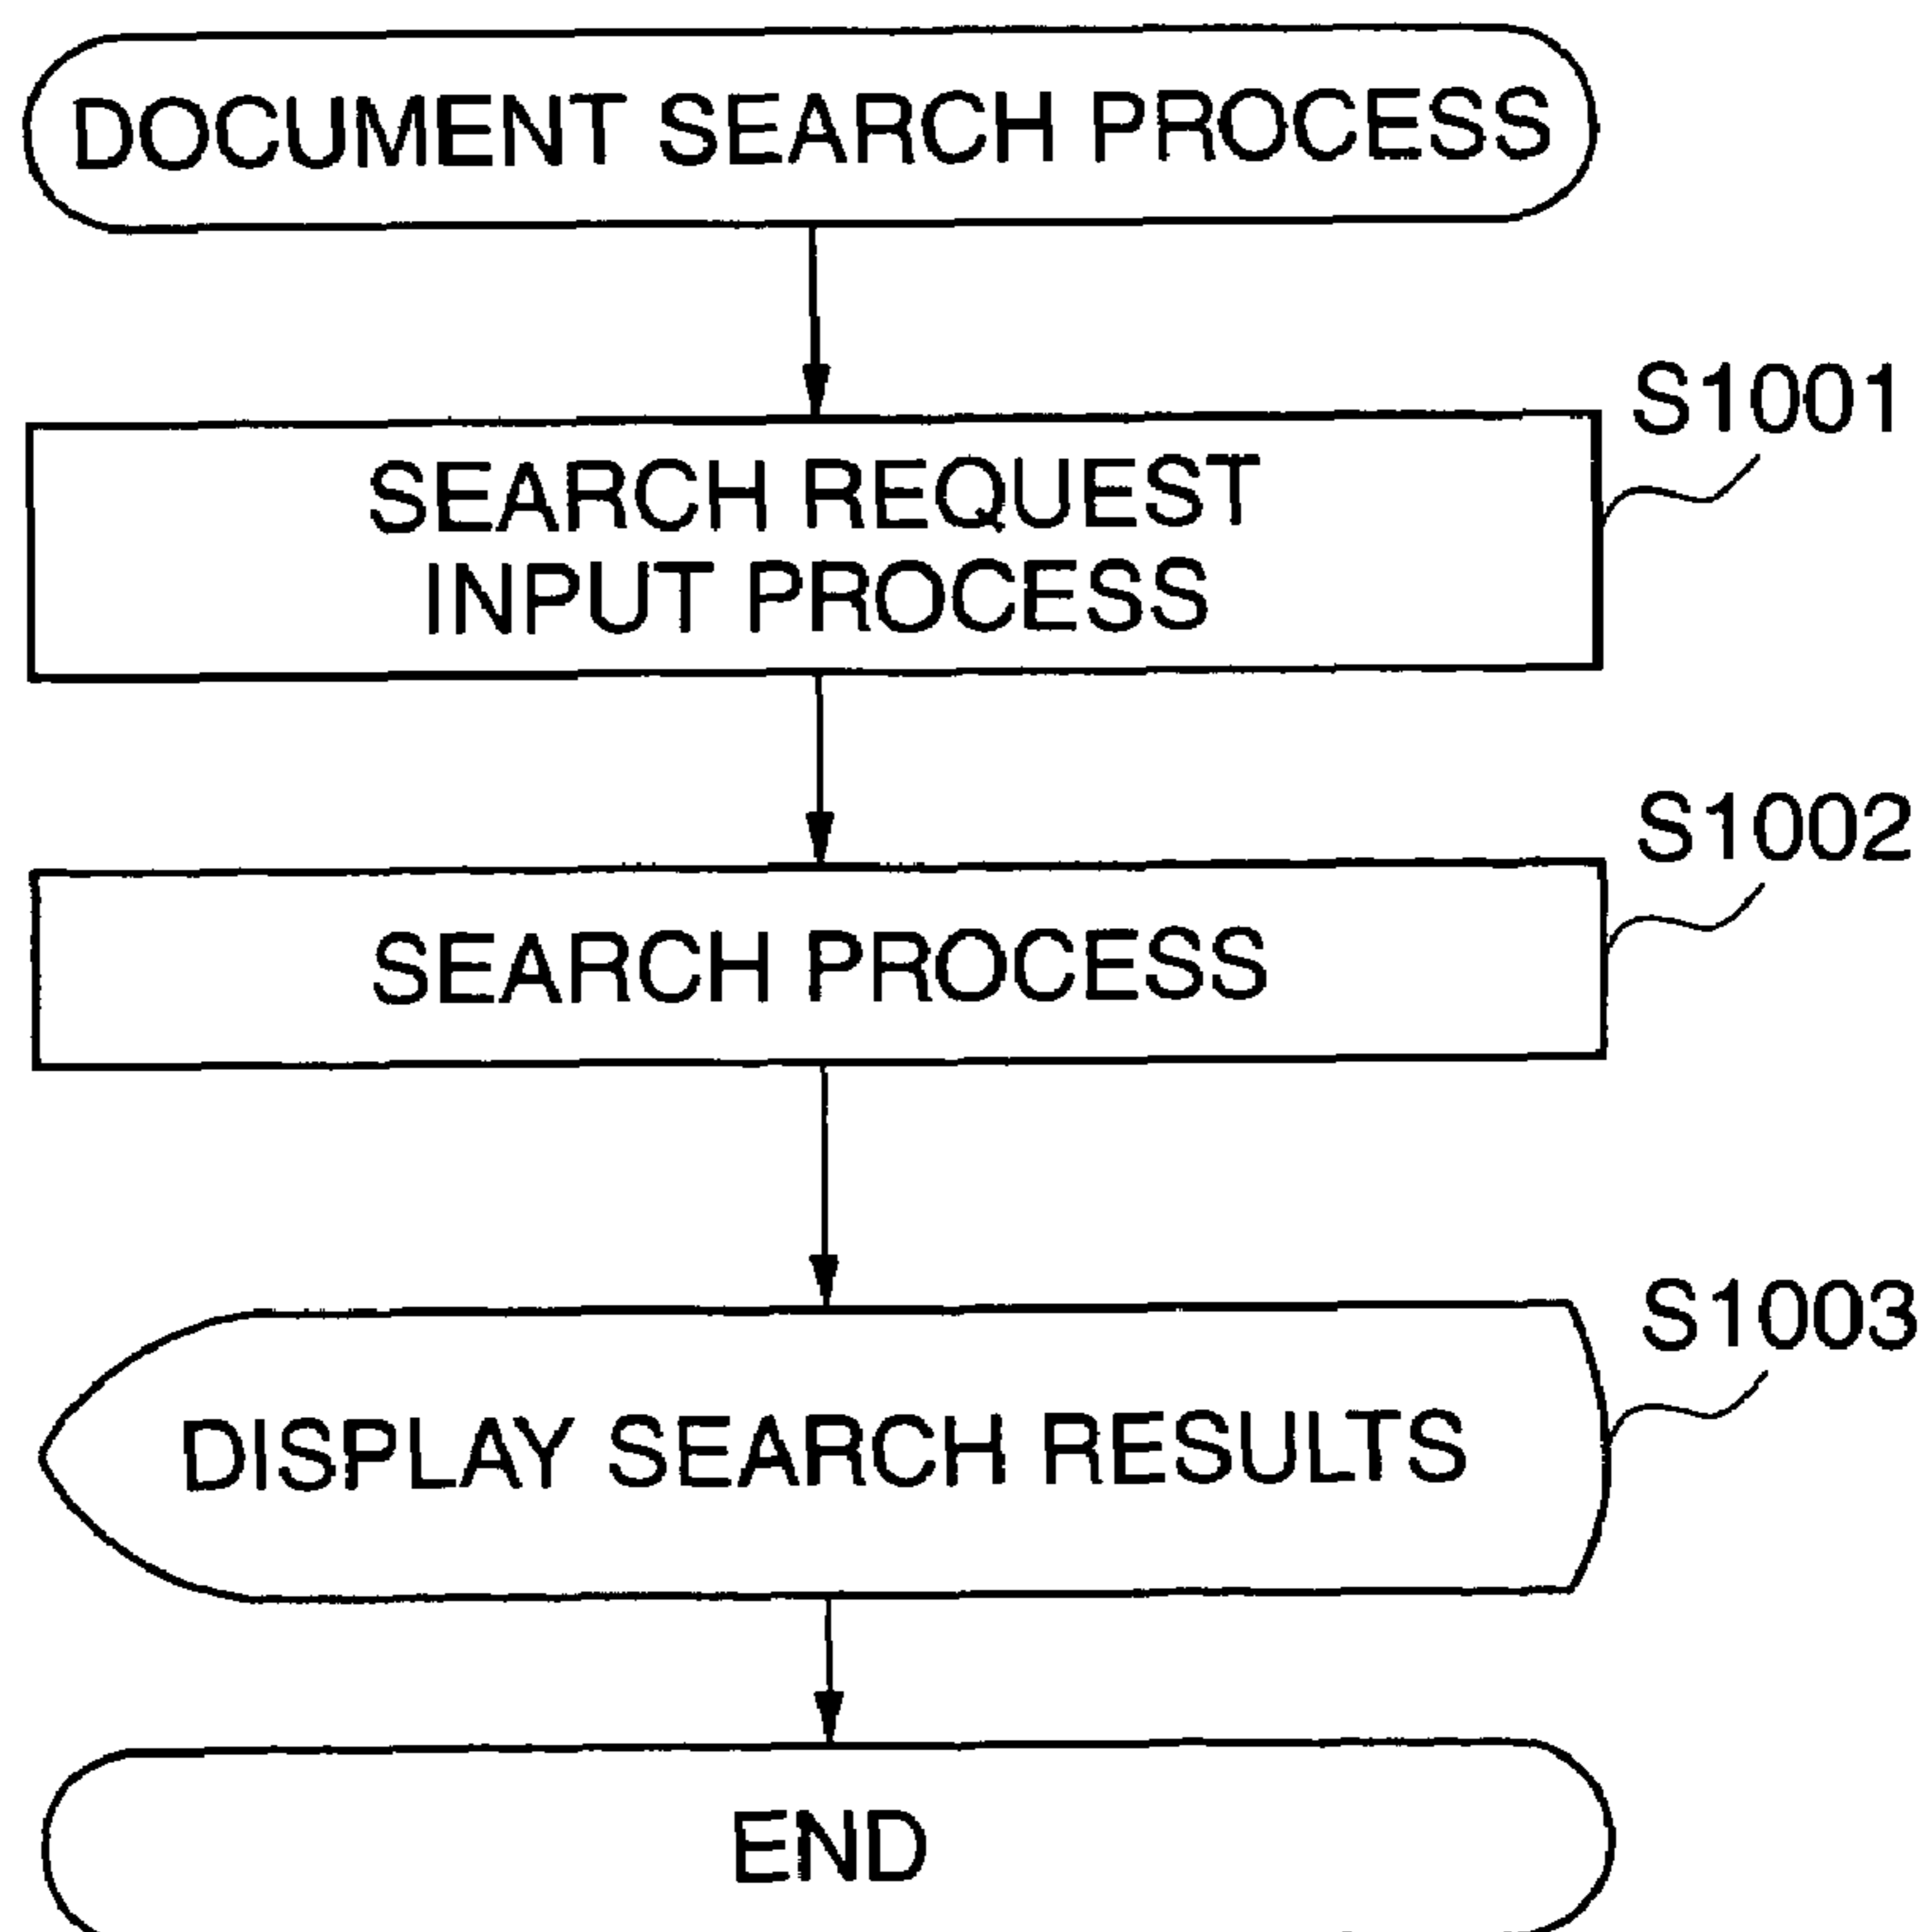 DOCUMENT SEARCH PROCESS
S1001
SEARCH REQUEST
INPUT PROCESS
S1002
SEARCH PROCESS
S1003
DISPLAY SEARCH RESULTS
END